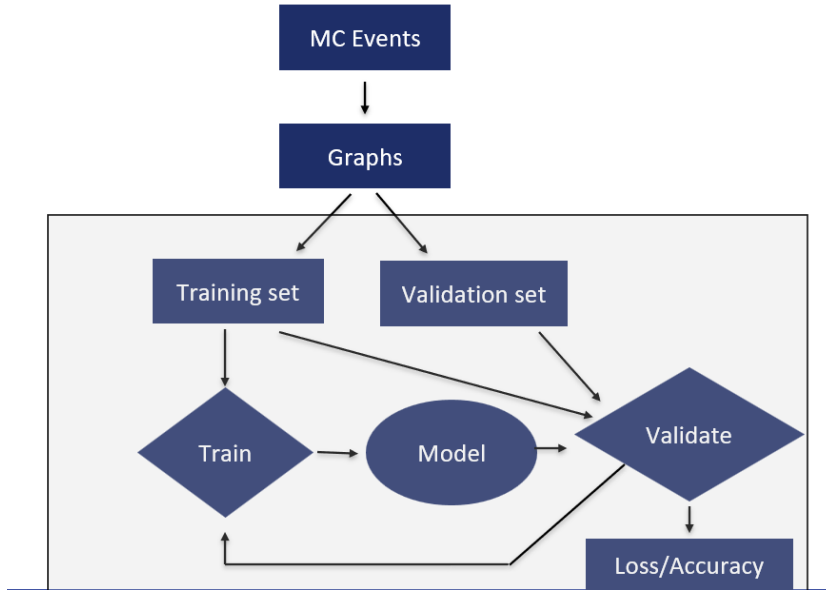 MC Events
Graphs
Training set
Validation set
Train
Model
Validate
Loss/Accuracy